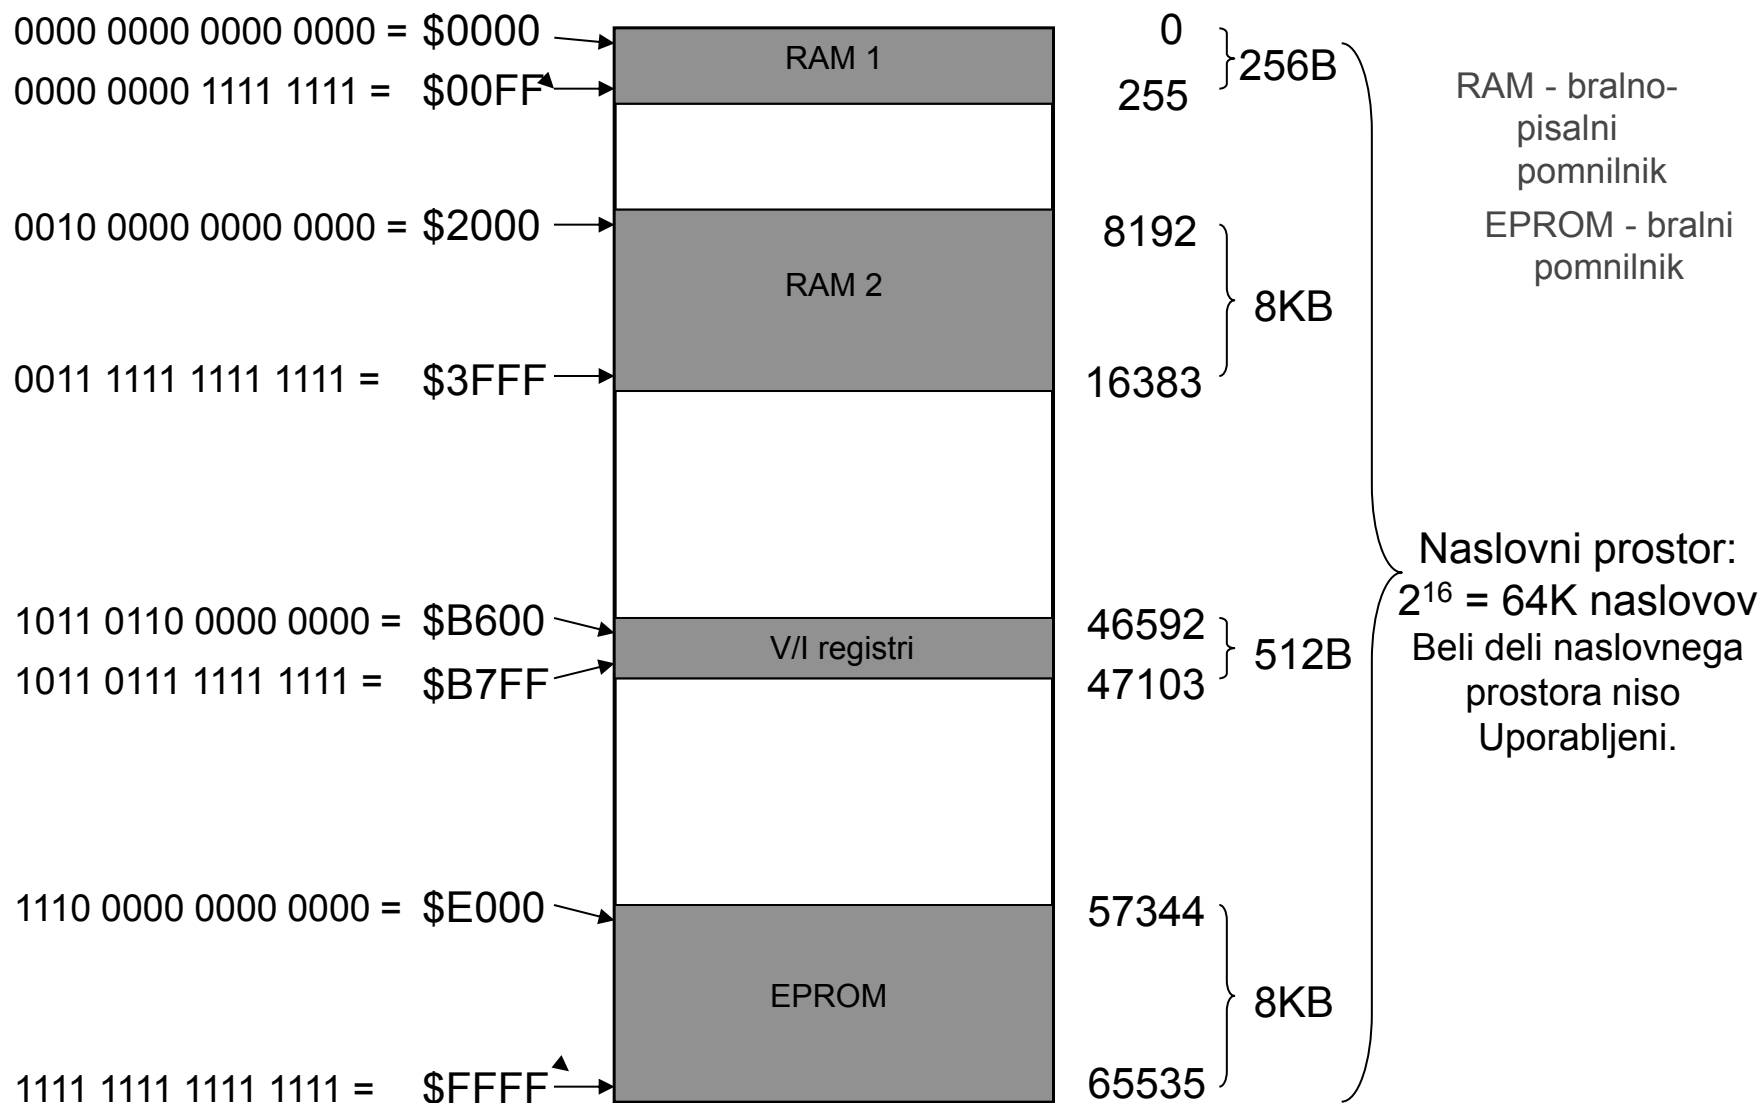 0000 0000 0000 0000 = $0000
RAM 1
0
256B
0000 0000 1111 1111 = $00FF
255
RAM - bralno-
pisalni
pomnilnik
0010 0000 0000 0000 = $2000
RAM 2
8192
8KB
EPROM - bralni
pomnilnik
0011 1111 1111 1111 = $3FFF
16383
Naslovni prostor:
2¹⁶ = 64K naslovov
Beli deli naslovnega
prostora niso
Uporabljeni.
1011 0110 0000 0000 = $B600
V/I registri
46592
512B
1011 0111 1111 1111 = $B7FF
47103
1110 0000 0000 0000 = $E000
57344
EPROM
8KB
1111 1111 1111 1111 = $FFFF
65535